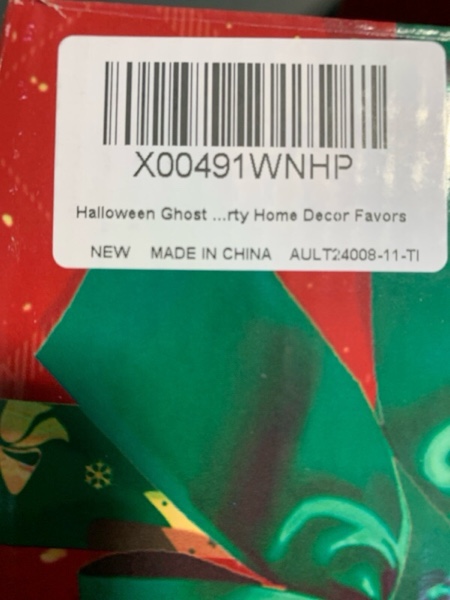 X00491WNHP
Halloween Ghost ...rty Home Decor Favors
NEW MADE IN CHINA AULT24008-11-TI